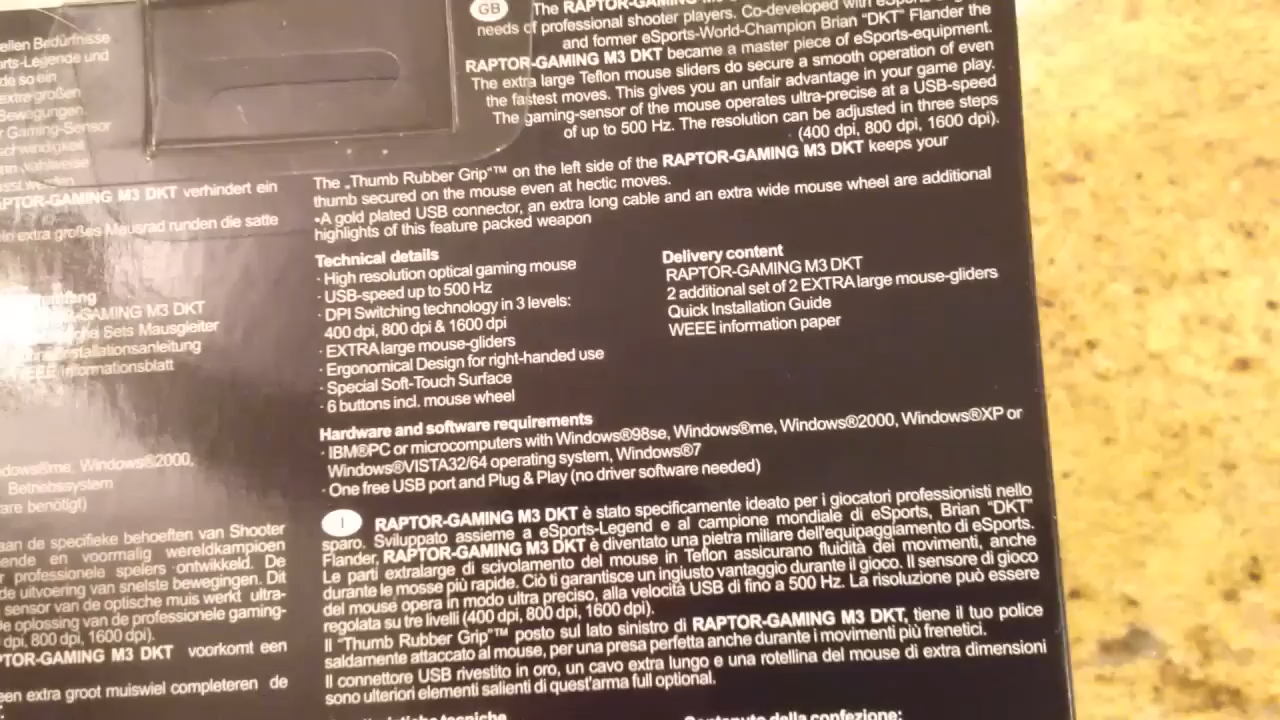 ellen Bedürfnisse
rts-Legende und
de so ein
extra-großen
Bewegungen.
r Gaming-Sensor
schwindigkeit
APTOR-GAMING M3 DKT verhindert ein
ein extra großes Mausrad runden die satte
GAMING M3 DKT
Sets Mausgleiter
nstallationsanleitung
Informationsblatt
dows®me, Windows®2000,
Betriebssystem
are benötigt)
aan de specifieke behoeften van Shooter
ende en voormalig wereldkampioen
r professionele spelers ontwikkeld. De
de uitvoering van snelste bewegingen. Dit
sensor van de optische muis werkt ultra-
le oplossing van de professionele gaming-
dpi, 800 dpi, 1600 dpi).
PTOR-GAMING M3 DKT voorkomt een
een extra groot muiswiel completeren de
GB The RAPTOR-GAMING M3
needs of professional shooter players. Co-developed with
and former eSports-World-Champion Brian "DKT" Flander the
RAPTOR-GAMING M3 DKT became a master piece of eSports-equipment.
The extra large Teflon mouse sliders do secure a smooth operation of even
the fastest moves. This gives you an unfair advantage in your game play.
The gaming-sensor of the mouse operates ultra-precise at a USB-speed
of up to 500 Hz. The resolution can be adjusted in three steps
(400 dpi, 800 dpi, 1600 dpi).
The „Thumb Rubber Grip"™ on the left side of the RAPTOR-GAMING M3 DKT keeps your
thumb secured on the mouse even at hectic moves.
•A gold plated USB connector, an extra long cable and an extra wide mouse wheel are additional
highlights of this feature packed weapon
Technical details
· High resolution optical gaming mouse
· USB-speed up to 500 Hz
· DPI Switching technology in 3 levels:
400 dpi, 800 dpi & 1600 dpi
· EXTRA large mouse-gliders
· Ergonomical Design for right-handed use
· Special Soft-Touch Surface
· 6 buttons incl. mouse wheel
Delivery content
RAPTOR-GAMING M3 DKT
2 additional set of 2 EXTRA large mouse-gliders
Quick Installation Guide
WEEE information paper
Hardware and software requirements
· IBM®PC or microcomputers with Windows®98se, Windows®me, Windows®2000, Windows®XP or
Windows®VISTA32/64 operating system, Windows®7
· One free USB port and Plug & Play (no driver software needed)
I RAPTOR-GAMING M3 DKT è stato specificamente ideato per i giocatori professionisti nello
sparo. Sviluppato assieme a eSports-Legend e al campione mondiale di eSports, Brian "DKT"
Flander, RAPTOR-GAMING M3 DKT è diventato una pietra miliare dell'equipaggiamento di eSports.
Le parti extralarge di scivolamento del mouse in Teflon assicurano fluidità dei movimenti, anche
durante le mosse più rapide. Ciò ti garantisce un ingiusto vantaggio durante il gioco. Il sensore di gioco
del mouse opera in modo ultra preciso, alla velocità USB di fino a 500 Hz. La risoluzione può essere
regolata su tre livelli (400 dpi, 800 dpi, 1600 dpi).
Il "Thumb Rubber Grip"™ posto sul lato sinistro di RAPTOR-GAMING M3 DKT, tiene il tuo police
saldamente attaccato al mouse, per una presa perfetta anche durante i movimenti più frenetici.
Il connettore USB rivestito in oro, un cavo extra lungo e una rotellina del mouse di extra dimensioni
sono ulteriori elementi salienti di quest'arma full optional.
tecniche
Contenuto della confezione: